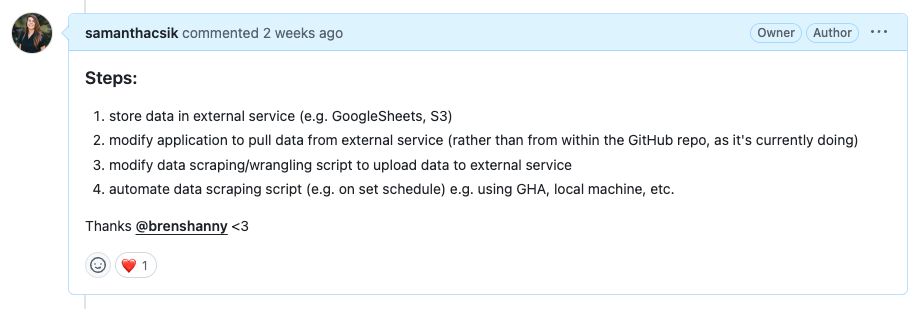 samanthacsik commented 2 weeks ago Owner Author ...
Steps:
1. store data in external service (e.g. GoogleSheets, S3)
2. modify application to pull data from external service (rather than from within the GitHub repo, as it's currently doing)
3. modify data scraping/wrangling script to upload data to external service
4. automate data scraping script (e.g. on set schedule) e.g. using GHA, local machine, etc.
Thanks @brenshanny <3
❤️ 1